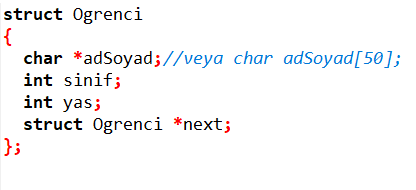 struct Ogrenci
{
char *adSoyad;//veya char adSoyad[50];
int sinif;
int yas;
struct Ogrenci *next;
};